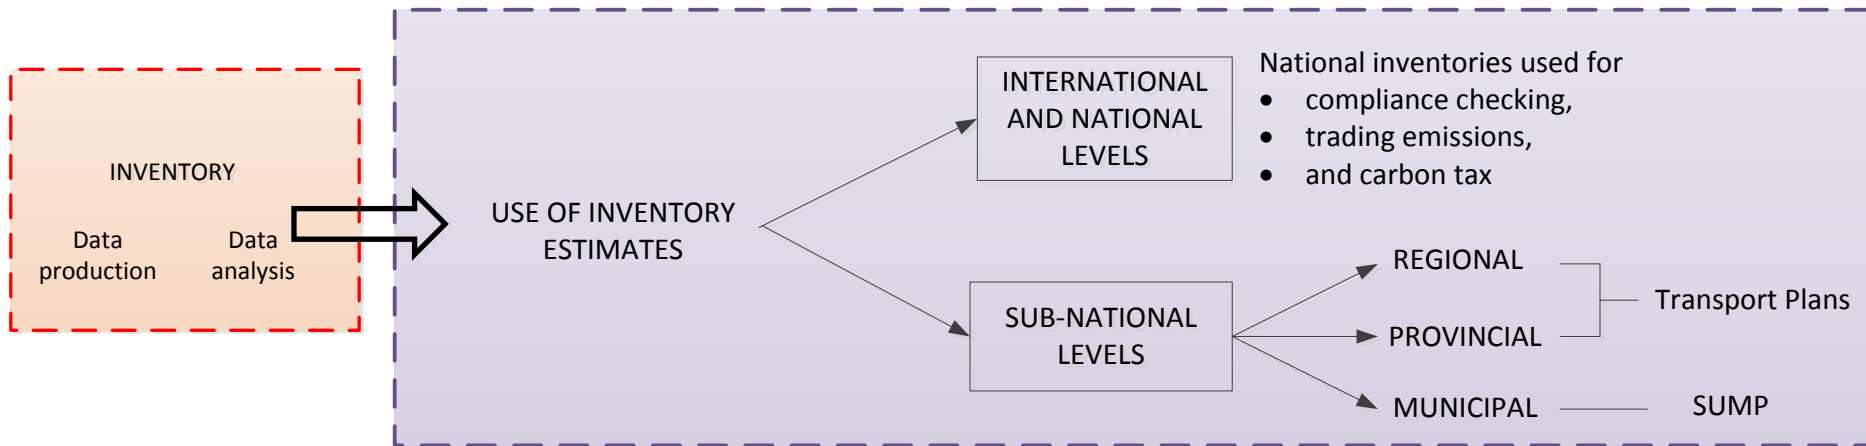 INVENTORY
Data
production
Data
analysis
USE OF INVENTORY
ESTIMATES
INTERNATIONAL
AND NATIONAL
LEVELS
National inventories used for
• compliance checking,
• trading emissions,
• and carbon tax
SUB-NATIONAL
LEVELS
REGIONAL
PROVINCIAL
Transport Plans
MUNICIPAL
SUMP